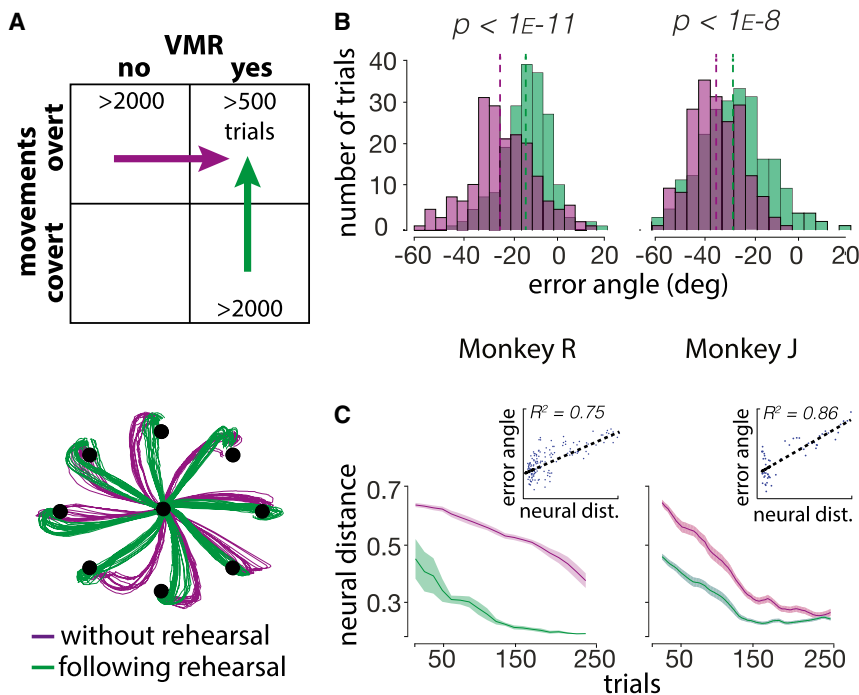 A
VMR
no yes
movements
overt
covert
>2000
>500
trials
>2000
without rehearsal
following rehearsal
B
p < 1E-11
p < 1E-8
number of trials
40
30
20
10
0
-60 -40 -20 0 20
-60 -40 -20 0 20
error angle (deg)
Monkey R
Monkey J
C
neural distance
0.7
0.5
0.3
error angle
R² = 0.75
neural dist.
error angle
R² = 0.86
neural dist.
50 150 250
50 150 250
trials